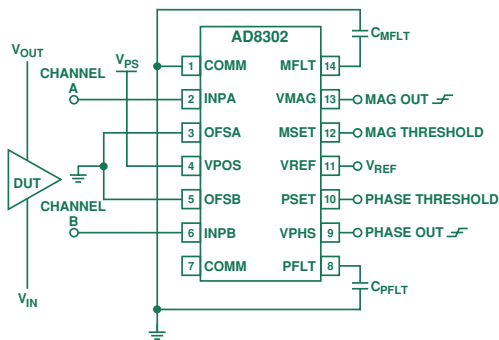 AD8302
CMFLT
VOUT
VPS
CHANNEL
A
1 COMM MFLT 14
2 INPA VMAG 13 MAG OUT
3 OFSA MSET 12 MAG THRESHOLD
4 VPOS VREF 11 VREF
DUT
5 OFSB PSET 10 PHASE THRESHOLD
CHANNEL
B
6 INPB VPHS 9 PHASE OUT
7 COMM PFLT 8
CPFLT
VIN